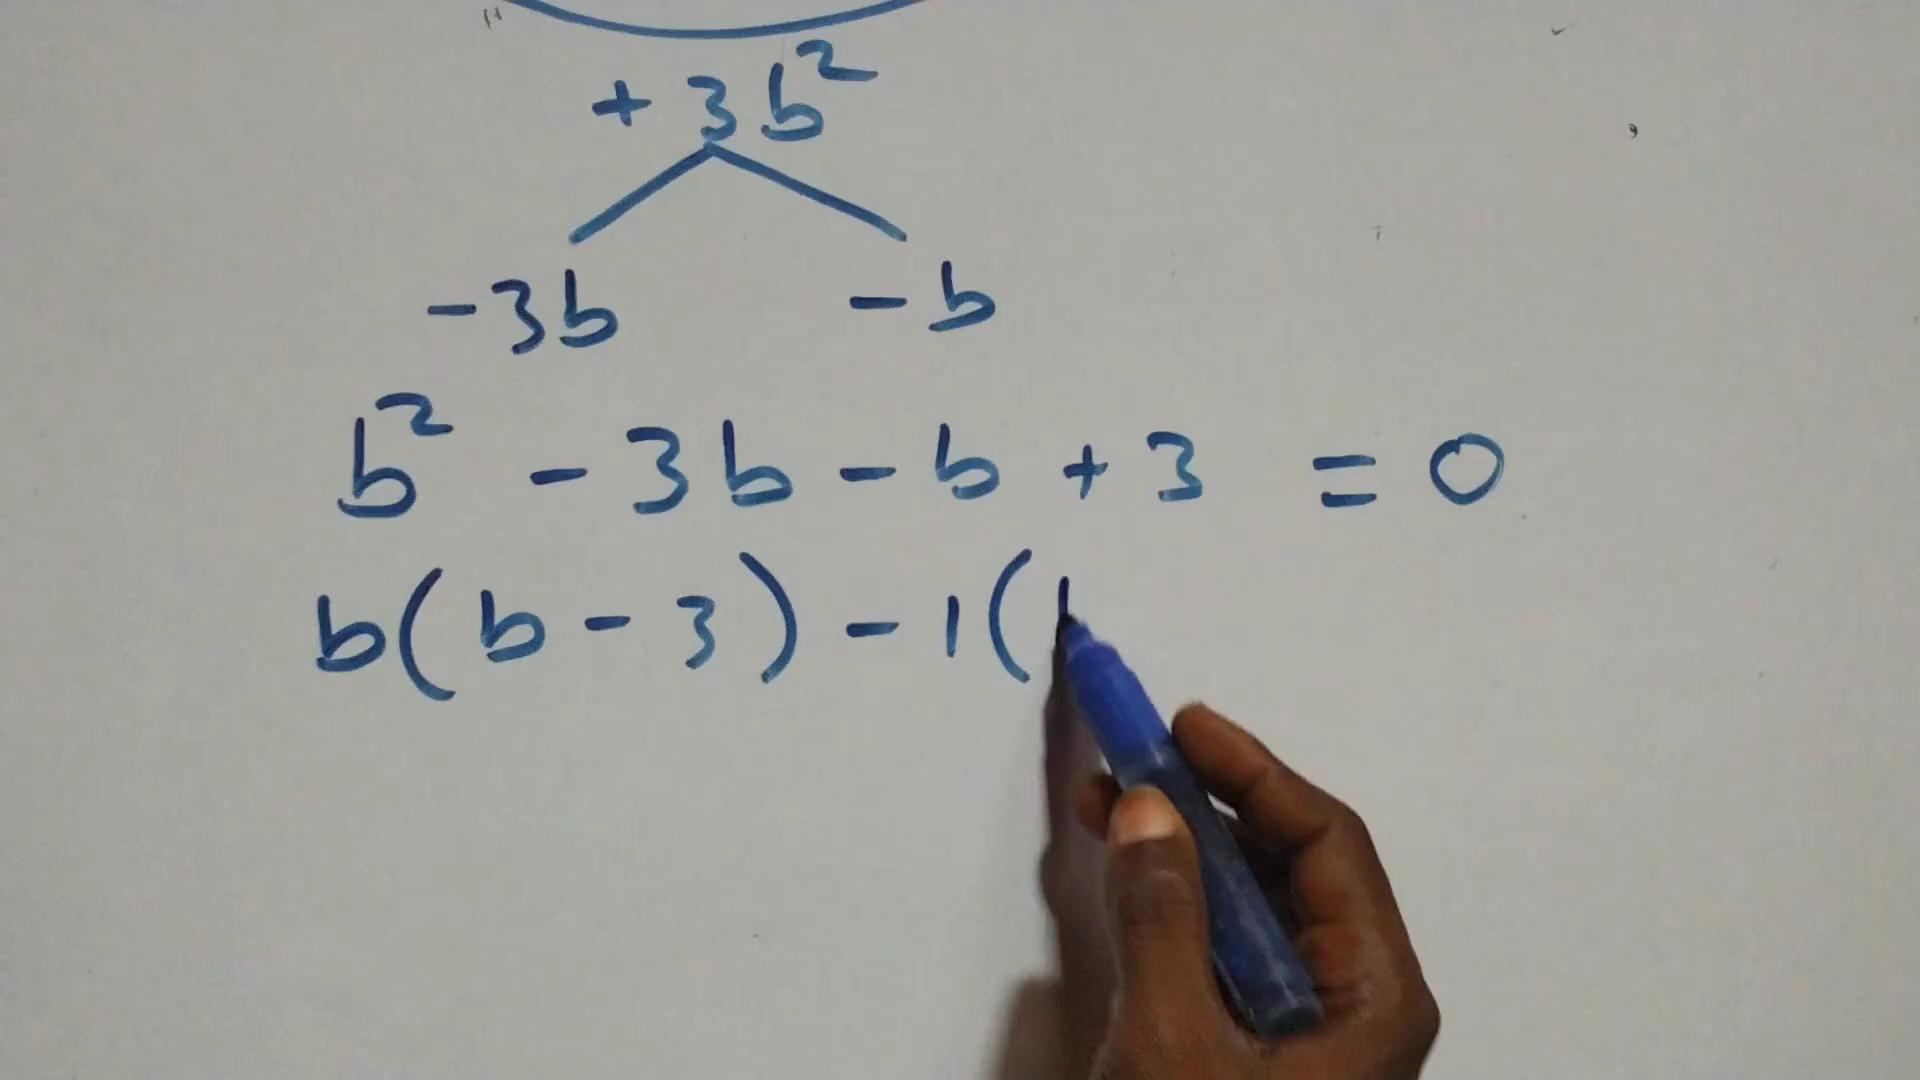 + 3b²
-3b -b
b² - 3b - b + 3 = 0
b(b - 3) - 1(